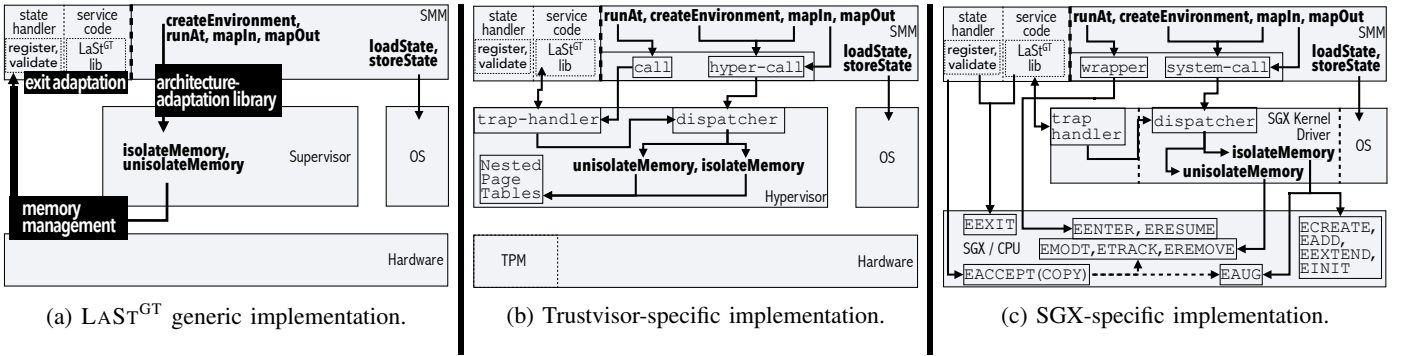 state
handler
service
code
register,
validate
LaSt^GT
lib
createEnvironment,
runAt, mapIn, mapOut
SMM
loadState,
storeState
exit adaptation
architecture-
adaptation library
isolateMemory,
unisolateMemory
Supervisor
OS
memory
management
Hardware
(a) LAST^GT generic implementation.
state
handler
service
code
register,
validate
LaSt^GT
lib
runAt, createEnvironment, mapIn, mapOut
SMM
loadState,
storeState
call
hyper-call
trap-handler
dispatcher
OS
Nested
Page
Tables
unisolateMemory, isolateMemory
Hypervisor
TPM
Hardware
(b) Trustvisor-specific implementation.
state
handler
service
code
register,
validate
LaSt^GT
lib
runAt, createEnvironment, mapIn, mapOut
SMM
loadState,
storeState
wrapper
system-call
trap
handler
dispatcher
SGX Kernel
Driver
OS
isolateMemory
unisolateMemory
EEXIT
EENTER,ERESUME
SGX / CPU
EMODT,ETRACK,EREMOVE
EACCEPT(COPY)
EAUG
ECREATE,
EADD,
EEXTEND,
EINIT
(c) SGX-specific implementation.